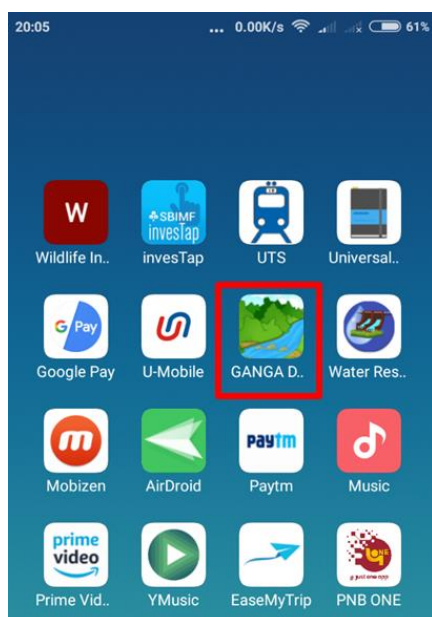 20:05 ... 0.00K/s 61%
W
SBIMF
invesTap
Wildlife In.. invesTap UTS Universal..
G Pay
Google Pay U-Mobile GANGA D.. Water Res..
m
paytm
Mobizen AirDroid Paytm Music
prime
video
ONE
Prime Vid.. YMusic EaseMyTrip PNB ONE